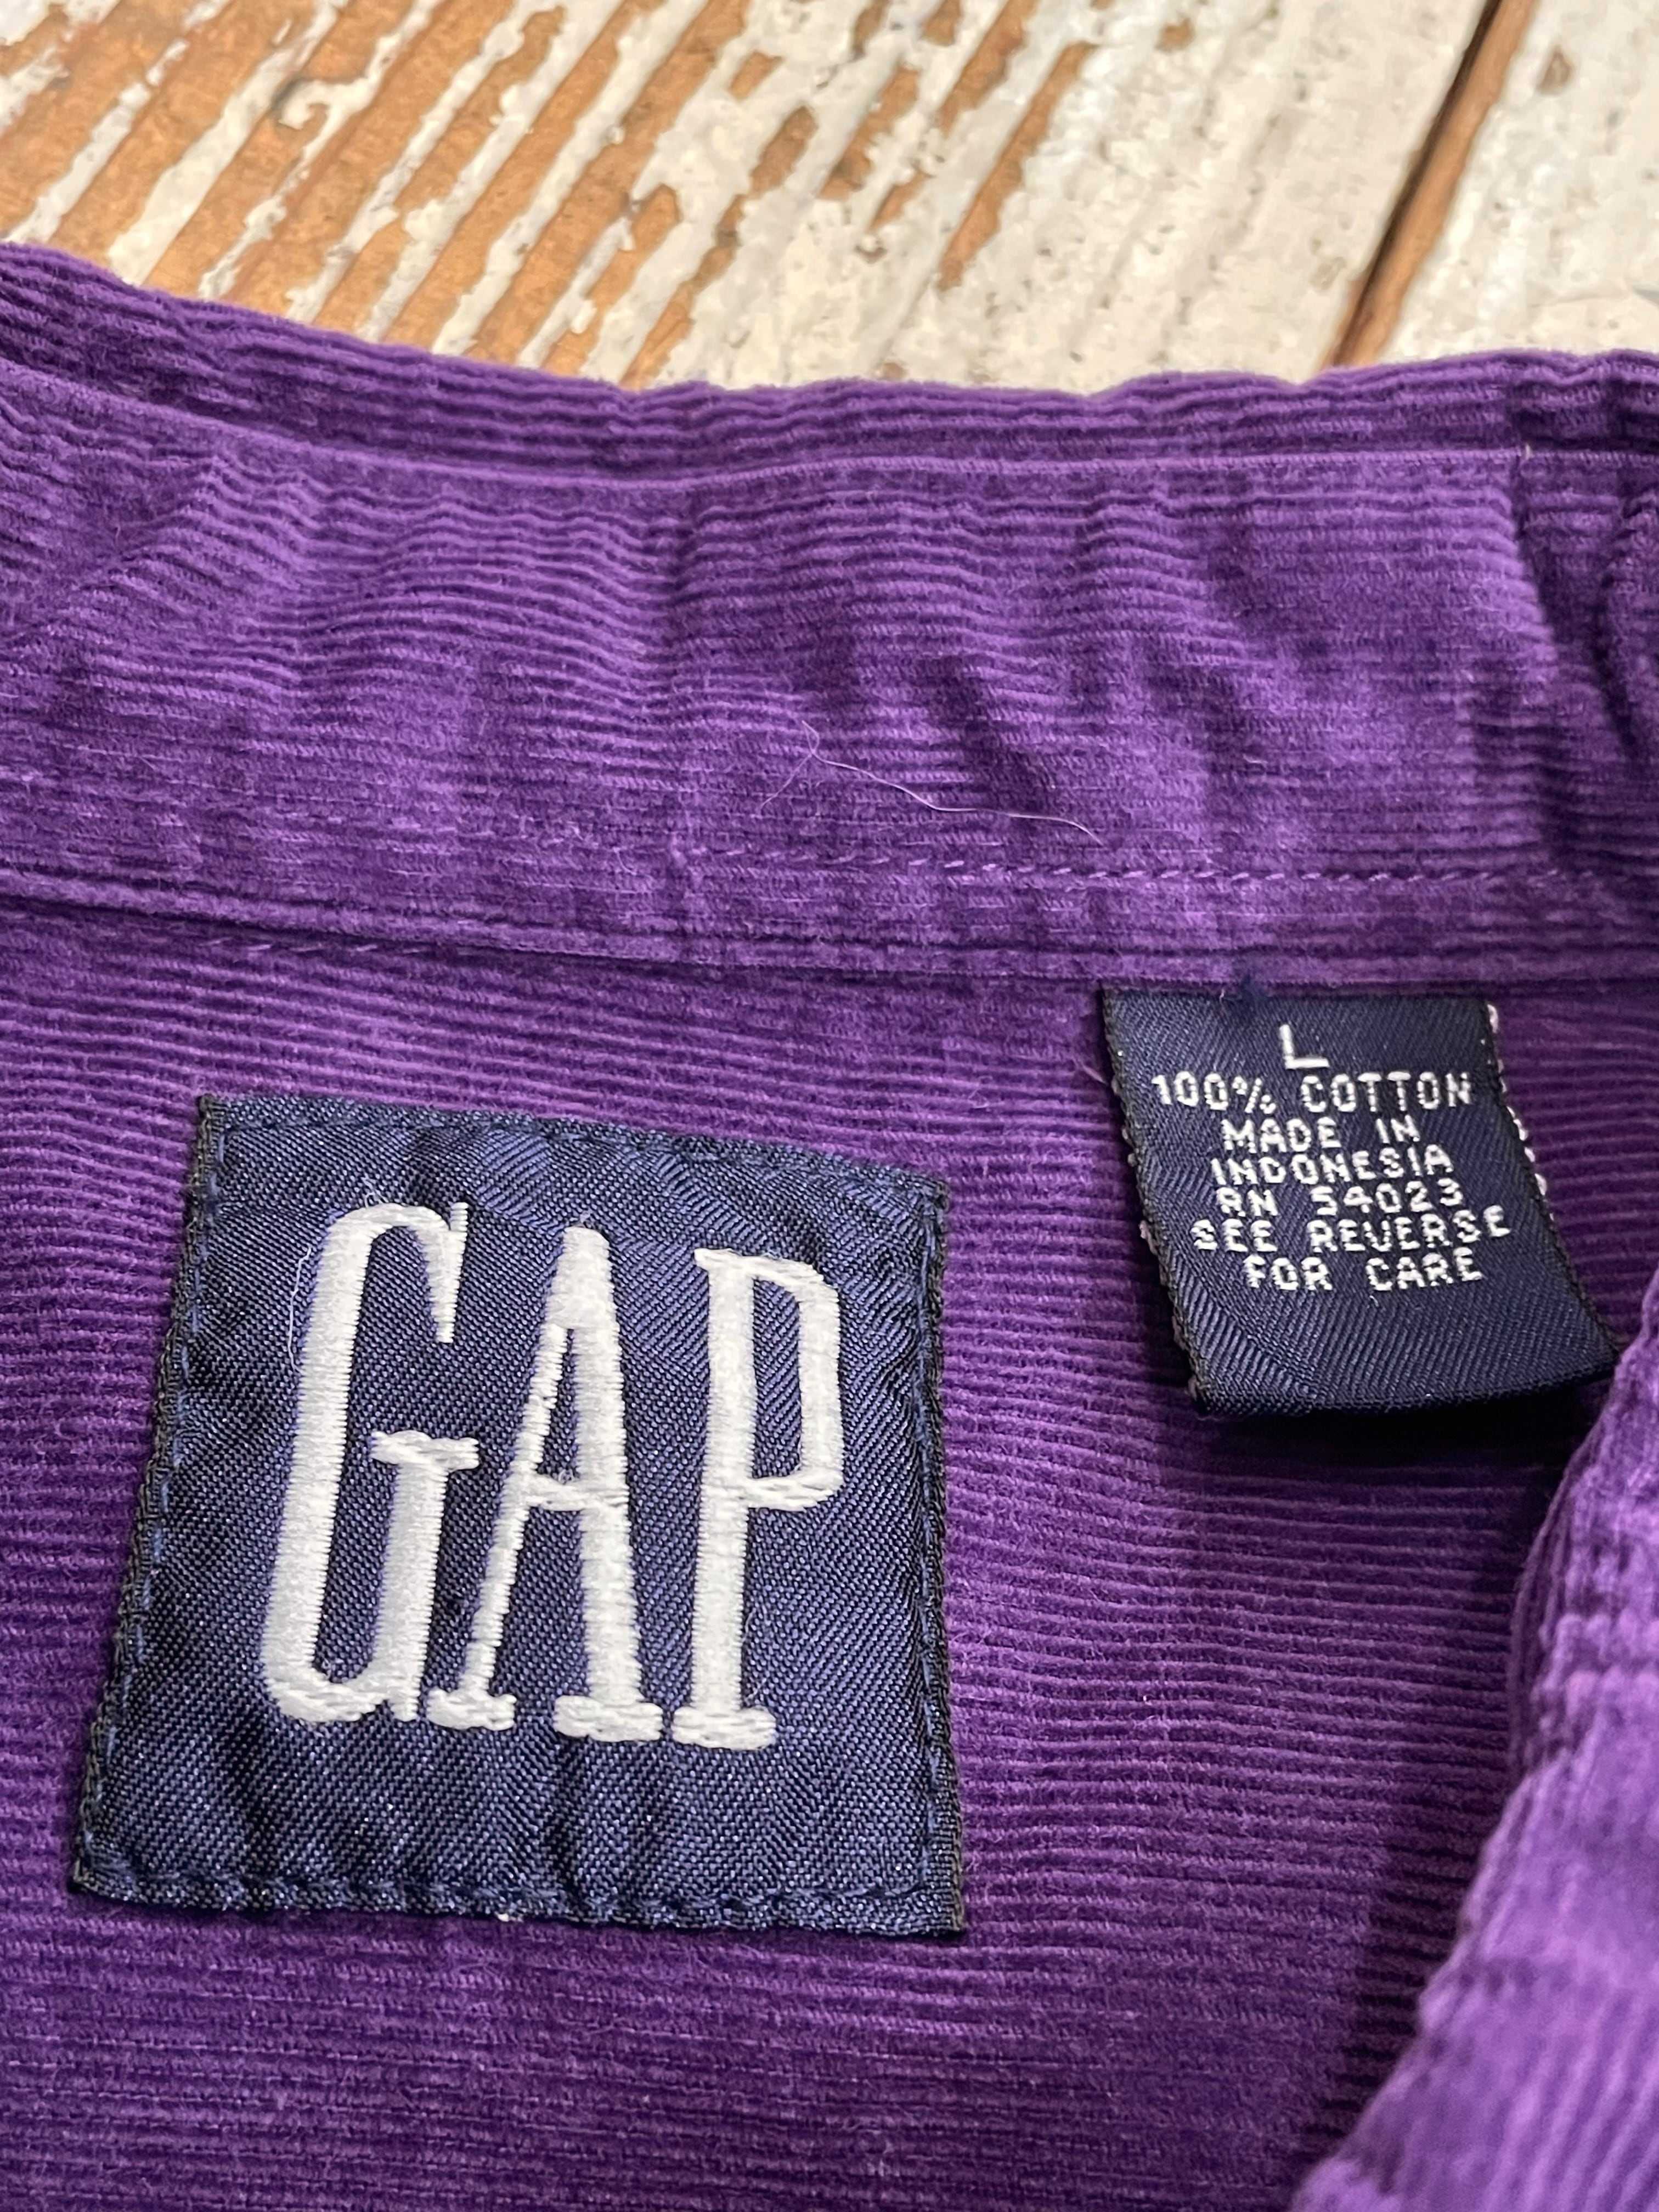 GAP
L
100% COTTON
MADE IN
INDONESIA
RN 54023
SEE REVERSE
FOR CARE